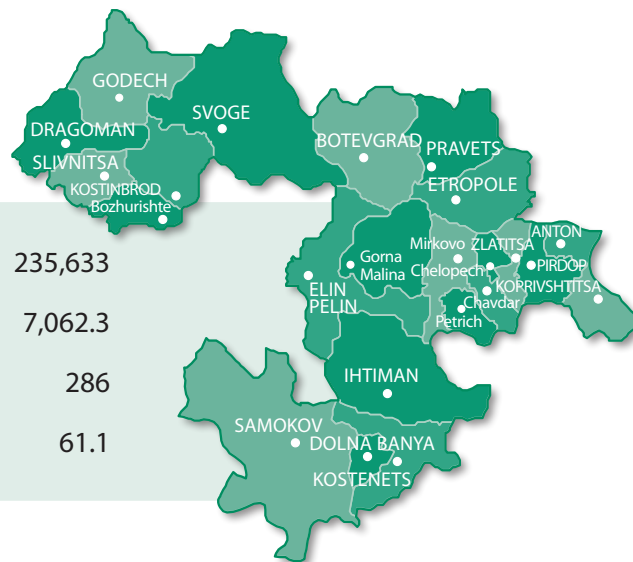 GODECH
SVOGE
DRAGOMAN
SLIVNITSA
KOSTINBROD
Bozhurishte
BOTEVGRAD
PRAVETS
ETROPOLE
235,633
7,062.3
286
61.1
Mirkovo
ZLATITSA
ANTON
Gorna
Malina
Chelopech
PIRDOP
KOPRIVSHTITSA
ELIN
PELIN
Chavdar
Petrich
IHTIMAN
SAMOKOV
DOLNA BANYA
KOSTENETS